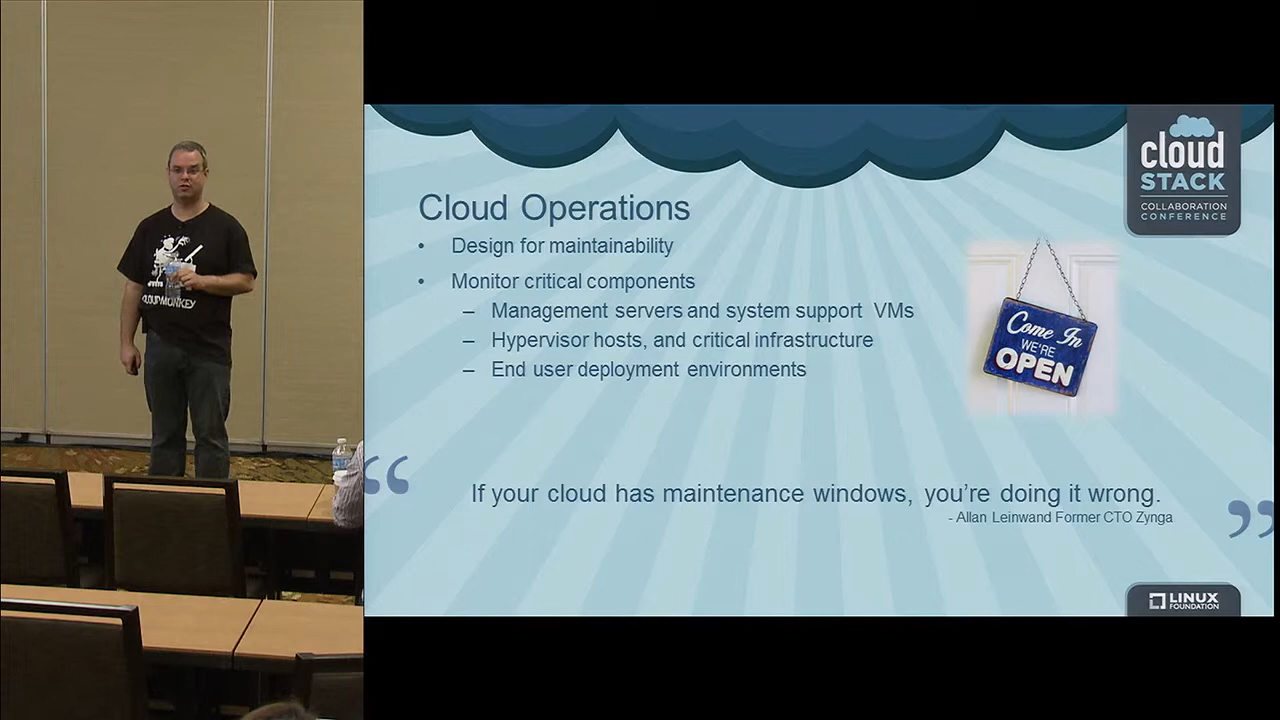 cloud
STACK
COLLABORATION
CONFERENCE
Cloud Operations
• Design for maintainability
• Monitor critical components
– Management servers and system support VMs
– Hypervisor hosts, and critical infrastructure
– End user deployment environments
Come In
WE'RE
OPEN
“ If your cloud has maintenance windows, you’re doing it wrong. ”
- Allan Leinwand Former CTO Zynga
LINUX
FOUNDATION
CLOUDMONKEY